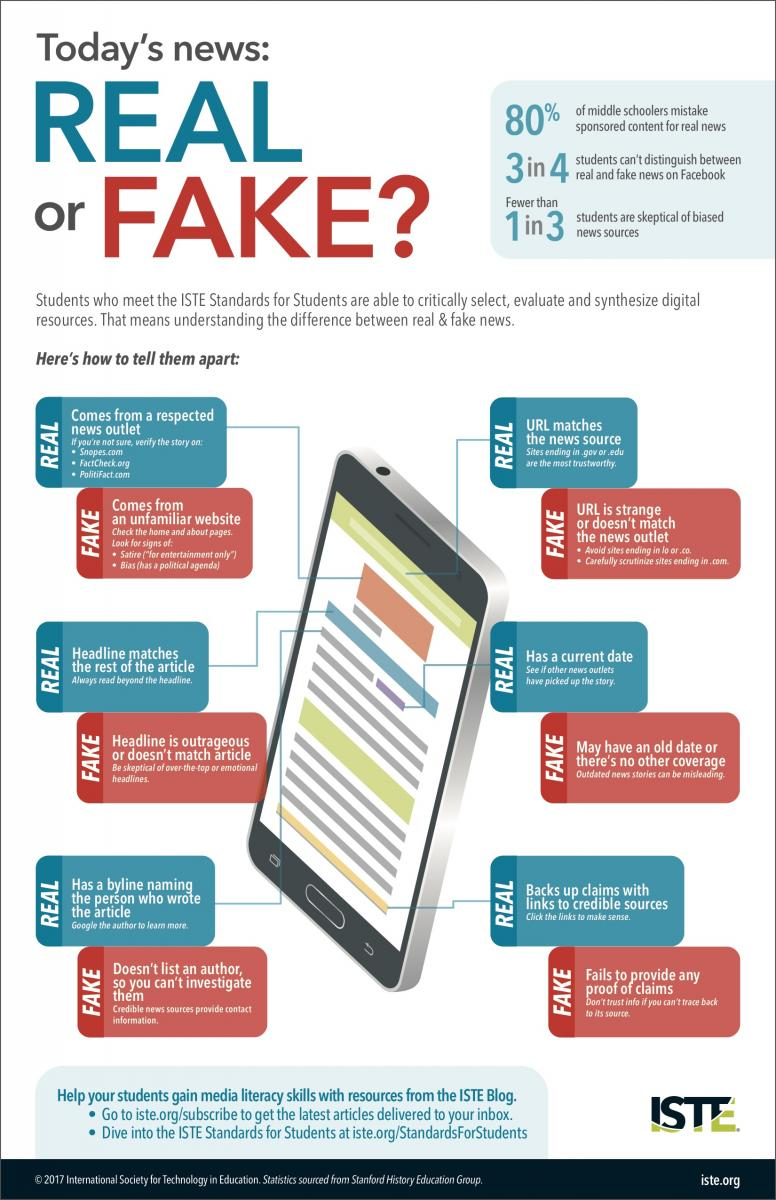 Today's news:
REAL
or FAKE?
80% of middle schoolers mistake
sponsored content for real news
3 in 4 students can't distinguish between
real and fake news on Facebook
Fewer than
1 in 3 students are skeptical of biased
news sources
Students who meet the ISTE Standards for Students are able to critically select, evaluate and synthesize digital
resources. That means understanding the difference between real & fake news.
Here's how to tell them apart:
REAL
Comes from a respected
news outlet
If you're not sure, verify the story on:
• Snopes.com
• FactCheck.org
• PolitiFact.com
FAKE
Comes from
an unfamiliar website
Check the home and about pages.
Look for signs of:
• Satire ("for entertainment only")
• Bias (has a political agenda)
REAL
URL matches
the news source
Sites ending in .gov or .edu
are the most trustworthy.
FAKE
URL is strange
or doesn't match
the news outlet
• Avoid sites ending in lo or .co.
• Carefully scrutinize sites ending in .com.
REAL
Headline matches
the rest of the article
Always read beyond the headline.
FAKE
Headline is outrageous
or doesn't match article
Be skeptical of over-the-top or emotional
headlines.
REAL
Has a current date
See if other news outlets
have picked up the story.
FAKE
May have an old date or
there's no other coverage
Outdated news stories can be misleading.
REAL
Has a byline naming
the person who wrote
the article
Google the author to learn more.
FAKE
Doesn't list an author,
so you can't investigate
them
Credible news sources provide contact
information.
REAL
Backs up claims with
links to credible sources
Click the links to make sense.
FAKE
Fails to provide any
proof of claims
Don't trust info if you can't trace back
to its source.
Help your students gain media literacy skills with resources from the ISTE Blog.
• Go to iste.org/subscribe to get the latest articles delivered to your inbox.
• Dive into the ISTE Standards for Students at iste.org/StandardsForStudents
ISTE®
© 2017 International Society for Technology in Education. Statistics sourced from Stanford History Education Group.
iste.org